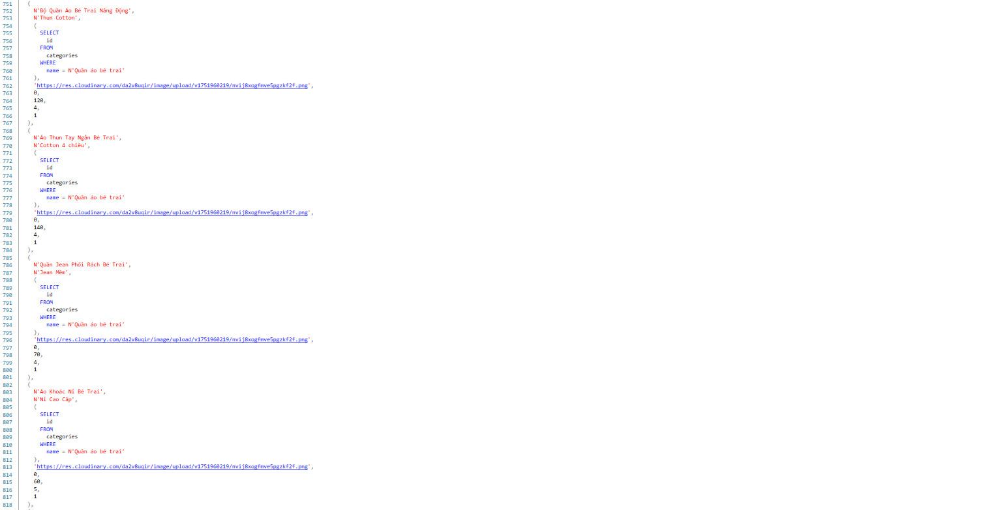 751 (
752 N'Bộ Quần Áo Bé Trai Năng Động',
753 N'Thun Cotton',
754 (
755 SELECT
756 id
757 FROM
758 categories
759 WHERE
760 name = N'Quần áo bé trai'
761 ),
762 'https://res.cloudinary.com/da2v8uqir/image/upload/v1751960219/nvij8xogfmve5pgzkf2f.png',
763 0,
764 120,
765 4,
766 1
767 ),
768 (
769 N'Áo Thun Tay Ngắn Bé Trai',
770 N'Cotton 4 chiều',
771 (
772 SELECT
773 id
774 FROM
775 categories
776 WHERE
777 name = N'Quần áo bé trai'
778 ),
779 'https://res.cloudinary.com/da2v8uqir/image/upload/v1751960219/nvij8xogfmve5pgzkf2f.png',
780 0,
781 140,
782 4,
783 1
784 ),
785 (
786 N'Quần Jean Phối Rách Bé Trai',
787 N'Jean Mềm',
788 (
789 SELECT
790 id
791 FROM
792 categories
793 WHERE
794 name = N'Quần áo bé trai'
795 ),
796 'https://res.cloudinary.com/da2v8uqir/image/upload/v1751960219/nvij8xogfmve5pgzkf2f.png',
797 0,
798 70,
799 4,
800 1
801 ),
802 (
803 N'Áo Khoác Nỉ Bé Trai',
804 N'Nỉ Cao Cấp',
805 (
806 SELECT
807 id
808 FROM
809 categories
810 WHERE
811 name = N'Quần áo bé trai'
812 ),
813 'https://res.cloudinary.com/da2v8uqir/image/upload/v1751960219/nvij8xogfmve5pgzkf2f.png',
814 0,
815 60,
816 5,
817 1
818 ),